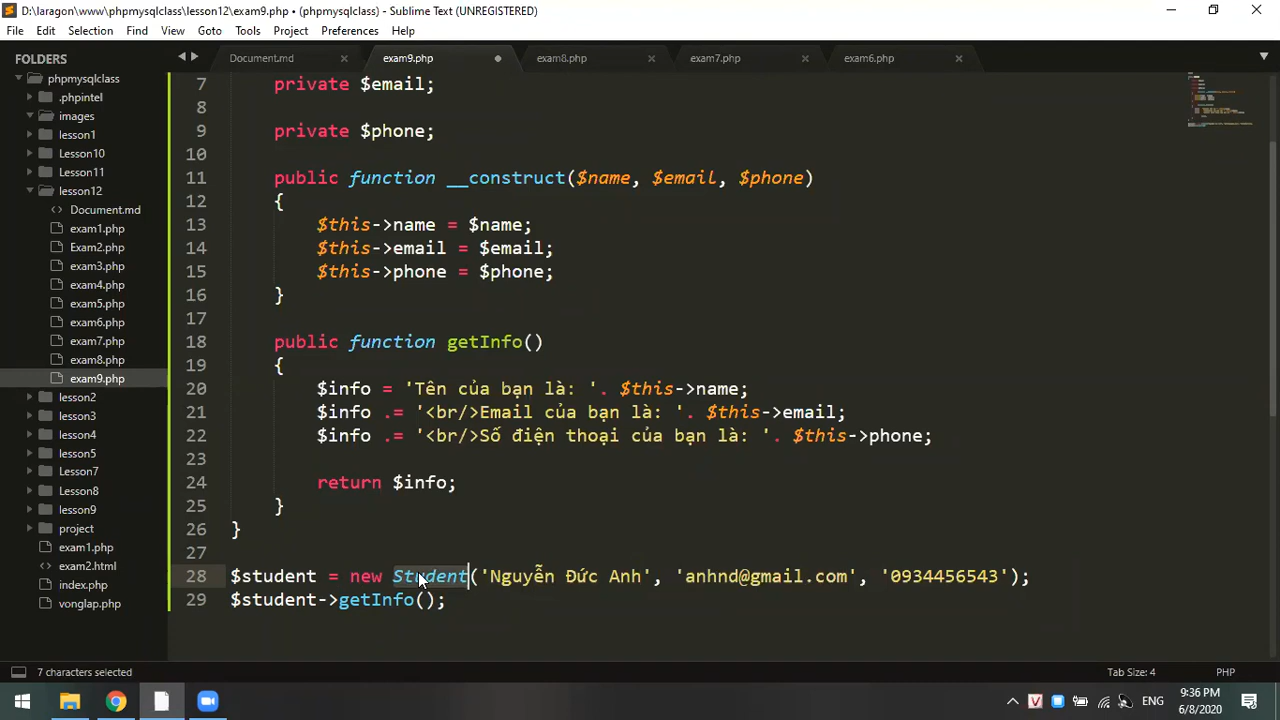 D:\laragon\www\phpmysqlclass\lesson12\exam9.php • (phpmysqlclass) - Sublime Text (UNREGISTERED)
File Edit Selection Find View Goto Tools Project Preferences Help
FOLDERS
phpmysqlclass
.phpintel
images
lesson1
Lesson10
Lesson11
lesson12
Document.md
exam1.php
Exam2.php
exam3.php
exam4.php
exam5.php
exam6.php
exam7.php
exam8.php
exam9.php
lesson2
lesson3
lesson4
lesson5
Lesson7
Lesson8
lesson9
project
exam1.php
exam2.html
index.php
vonglap.php
Document.md exam9.php exam8.php exam7.php exam6.php
7 private $email;
8
9 private $phone;
10
11 public function __construct($name, $email, $phone)
12 {
13 $this->name = $name;
14 $this->email = $email;
15 $this->phone = $phone;
16 }
17
18 public function getInfo()
19 {
20 $info = 'Tên của bạn là: '. $this->name;
21 $info .= '<br/>Email của bạn là: '. $this->email;
22 $info .= '<br/>Số điện thoại của bạn là: '. $this->phone;
23
24 return $info;
25 }
26 }
27
28 $student = new Student('Nguyễn Đức Anh', 'anhnd@gmail.com', '0934456543');
29 $student->getInfo();
7 characters selected Tab Size: 4 PHP
ENG
9:36 PM
6/8/2020